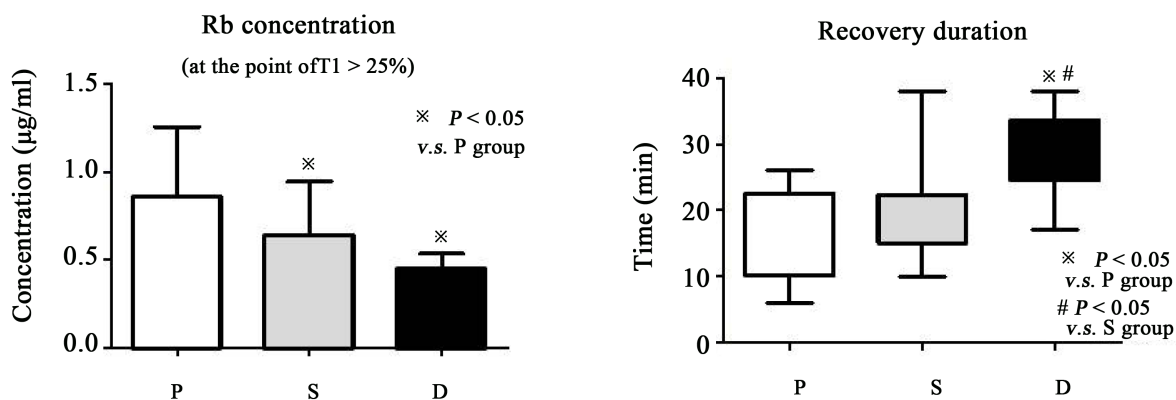 Rb concentration
(at the point ofT1 > 25%)
Concentration (μg/ml)
1.5
1.0
0.5
0.0
※
※
※ P < 0.05
v.s. P group
P S D
Recovery duration
Time (min)
40
30
20
10
0
※ #
※ P < 0.05
v.s. P group
# P < 0.05
v.s. S group
P S D